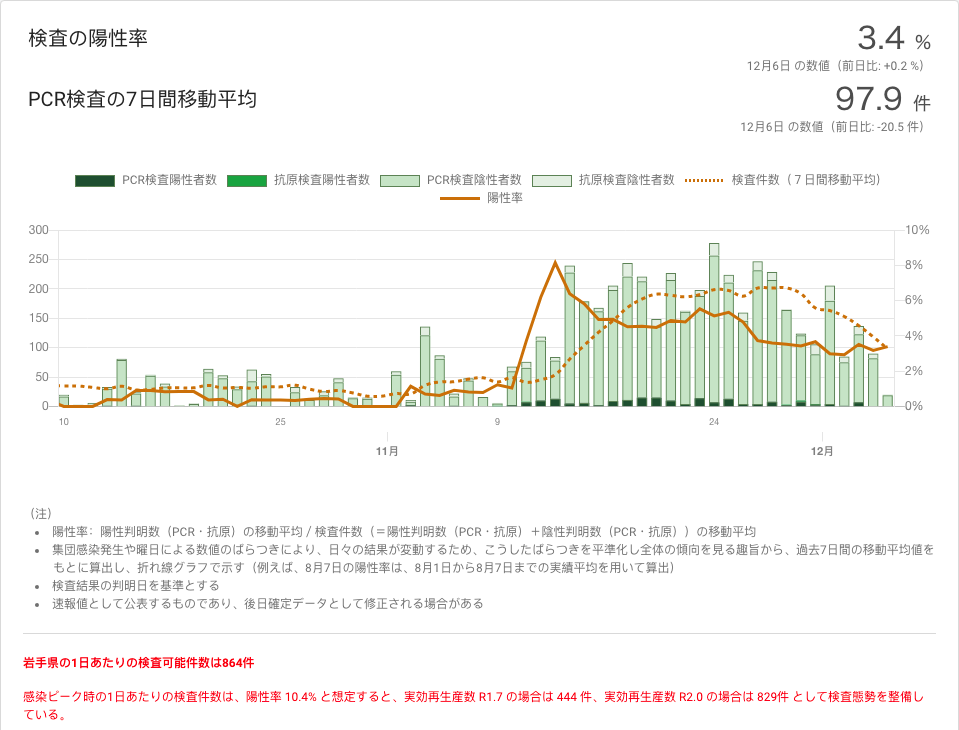 検査の陽性率
3.4 %
12月6日 の数値（前日比: +0.2 %）
PCR検査の7日間移動平均
97.9 件
12月6日 の数値（前日比: -20.5 件）
PCR検査陽性者数 抗原検査陽性者数 PCR検査陰性者数 抗原検査陰性者数 検査件数（７日間移動平均）
陽性率
300 10%
250 8%
200 6%
150 4%
100 2%
50 0%
0
10 25 9 24
11月 12月
（注）
• 陽性率：陽性判明数（PCR・抗原）の移動平均 / 検査件数（＝陽性判明数（PCR・抗原）＋陰性判明数（PCR・抗原））の移動平均
• 集団感染発生や曜日による数値のばらつきにより、日々の結果が変動するため、こうしたばらつきを平準化し全体の傾向を見る趣旨から、過去7日間の移動平均値を
もとに算出し、折れ線グラフで示す（例えば、8月7日の陽性率は、8月1日から8月7日までの実績平均を用いて算出）
• 検査結果の判明日を基準とする
• 速報値として公表するものであり、後日確定データとして修正される場合がある
岩手県の1日あたりの検査可能件数は864件
感染ピーク時の1日あたりの検査件数は、陽性率 10.4% と想定すると、実効再生産数 R1.7 の場合は 444 件、実効再生産数 R2.0 の場合は 829件 として検査態勢を整備し
ている。